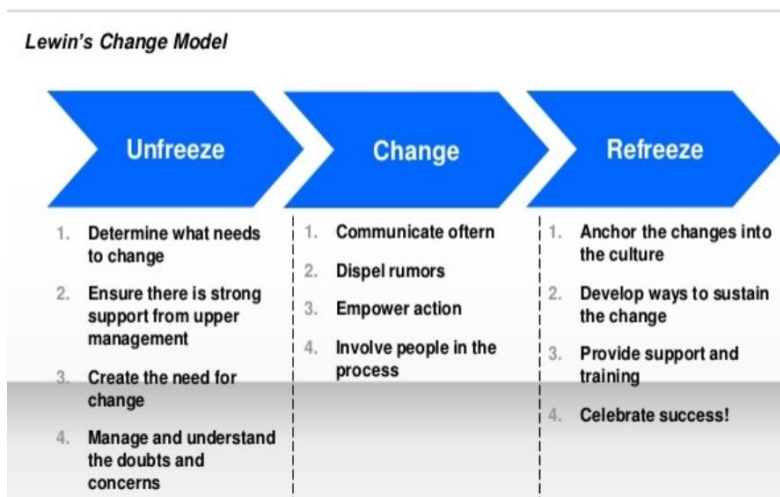 Lewin's Change Model
Unfreeze
1. Determine what needs
to change
2. Ensure there is strong
support from upper
management
3. Create the need for
change
4. Manage and understand
the doubts and
concerns
Change
1. Communicate oftern
2. Dispel rumors
3. Empower action
4. Involve people in the
process
Refreeze
1. Anchor the changes into
the culture
2. Develop ways to sustain
the change
3. Provide support and
training
4. Celebrate success!